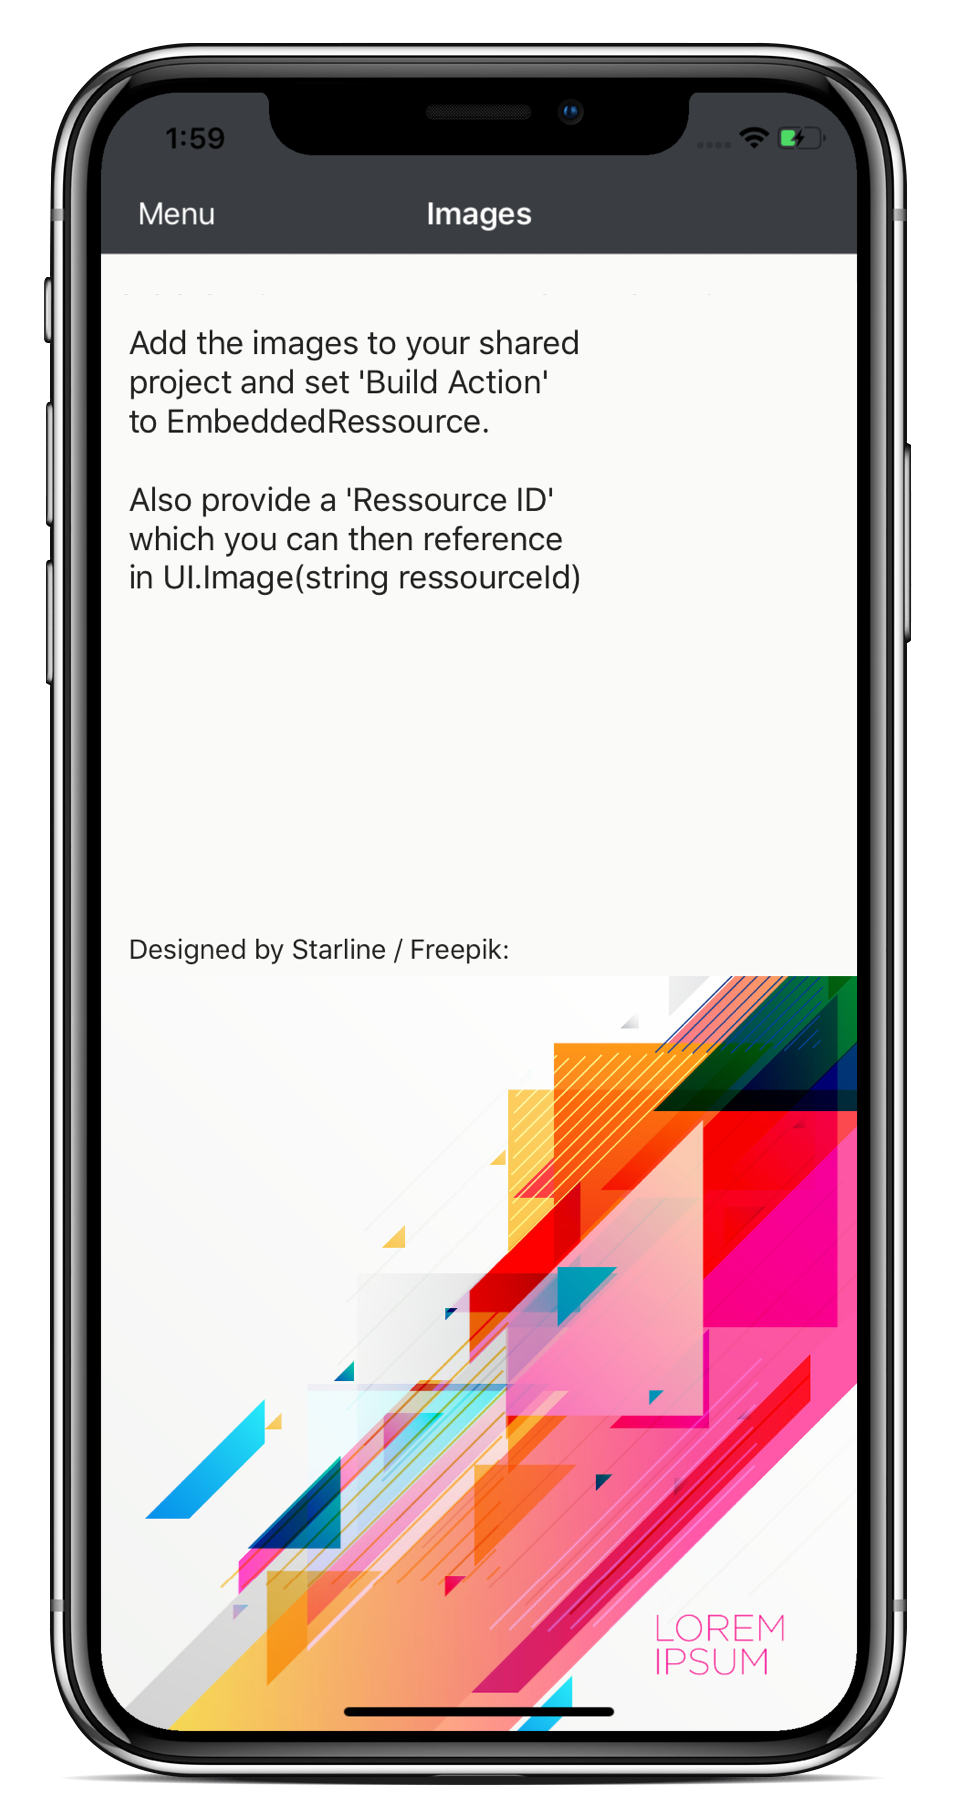 1:59
Menu
Images
Add the images to your shared
project and set 'Build Action'
to EmbeddedRessource.
Also provide a 'Ressource ID'
which you can then reference
in UI.Image(string ressourceId)
Designed by Starline / Freepik:
LOREM
IPSUM